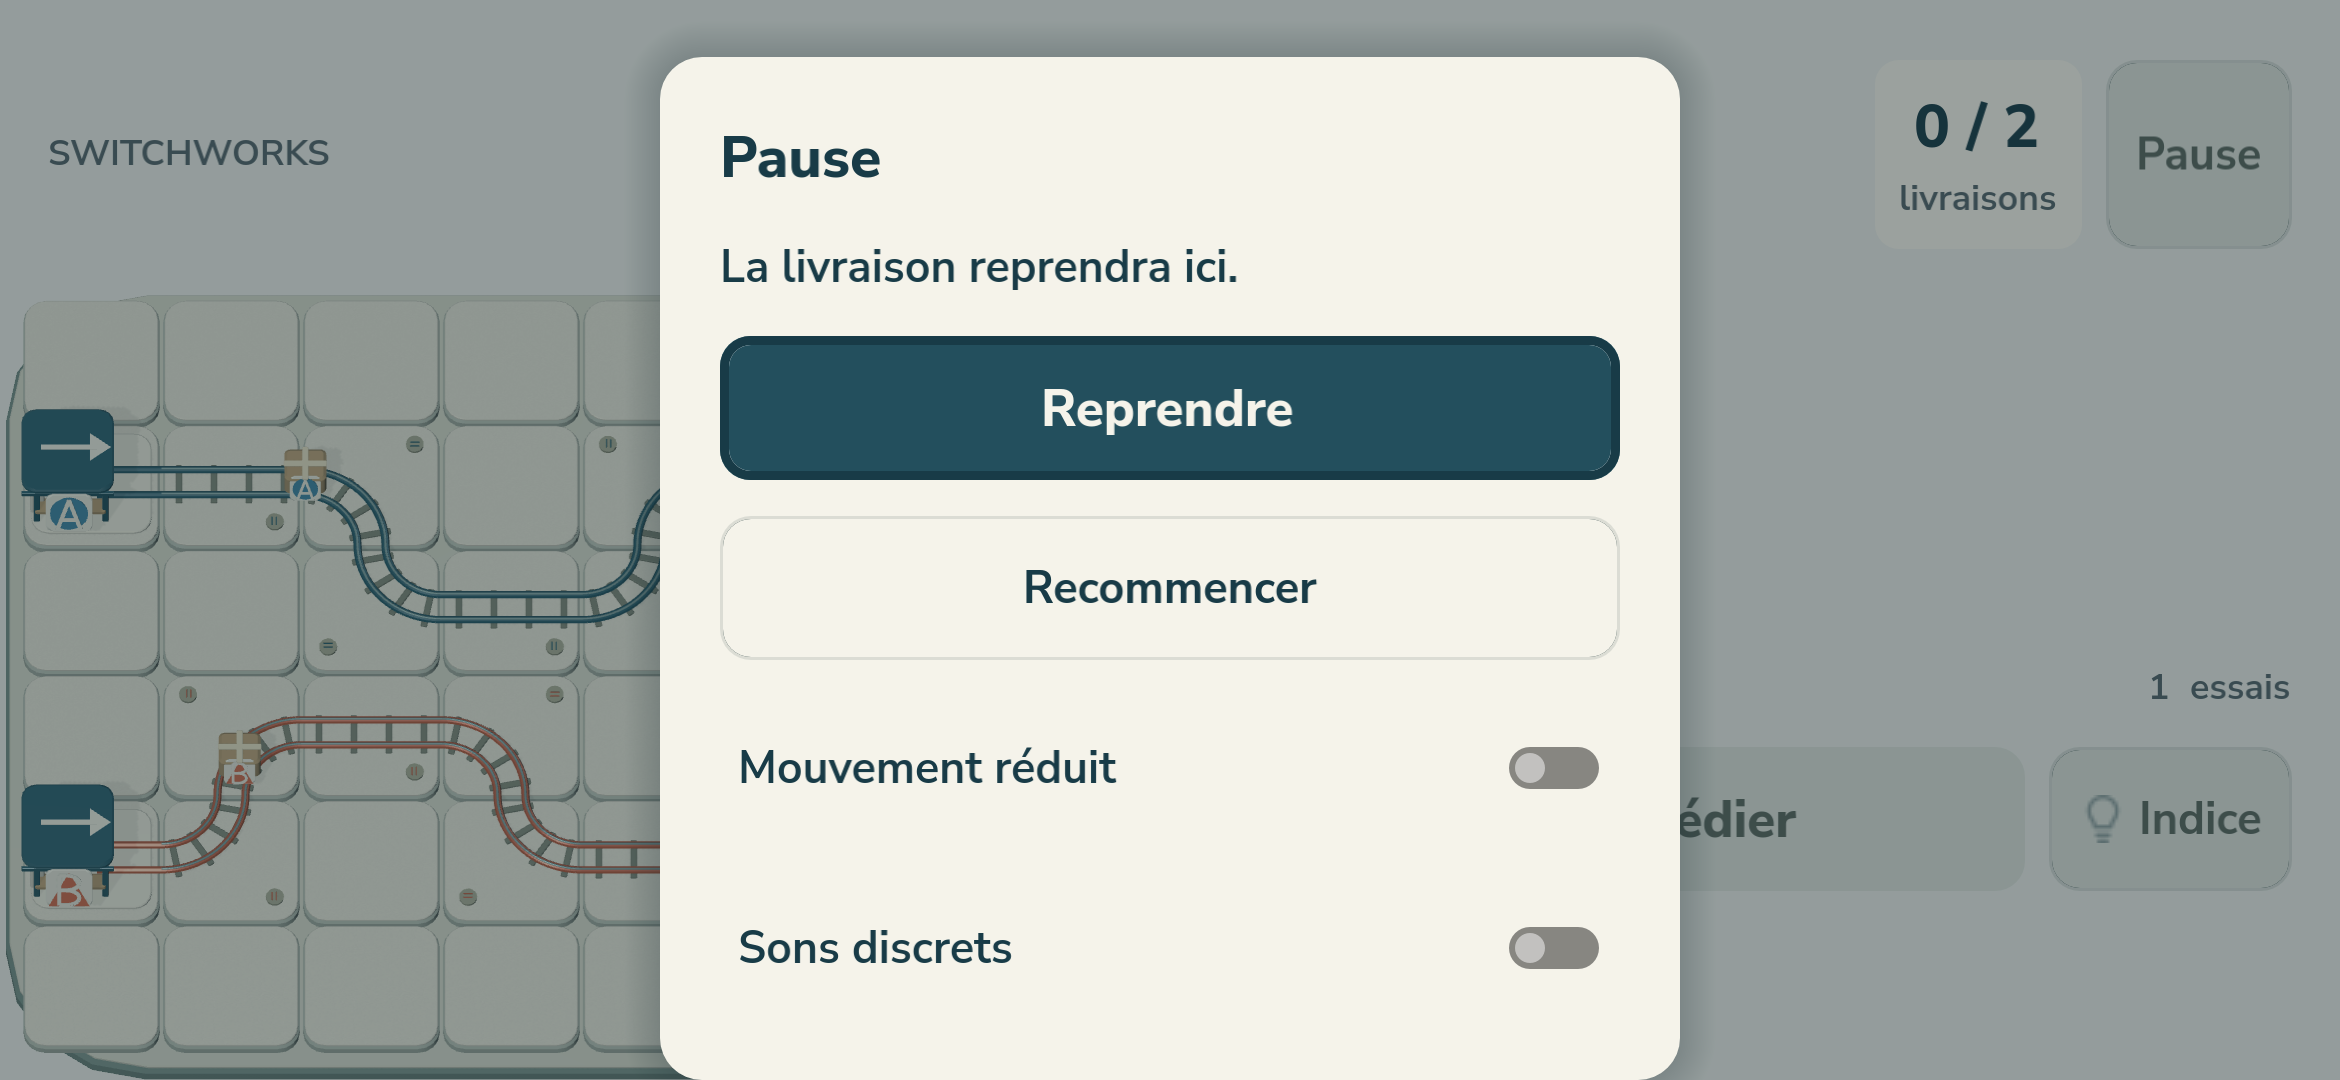 SWITCHWORKS
0 / 2
livraisons
Pause
Pause
La livraison reprendra ici.
Reprendre
Recommencer
Mouvement réduit
Sons discrets
A
A
B
B
1 essais
Indice